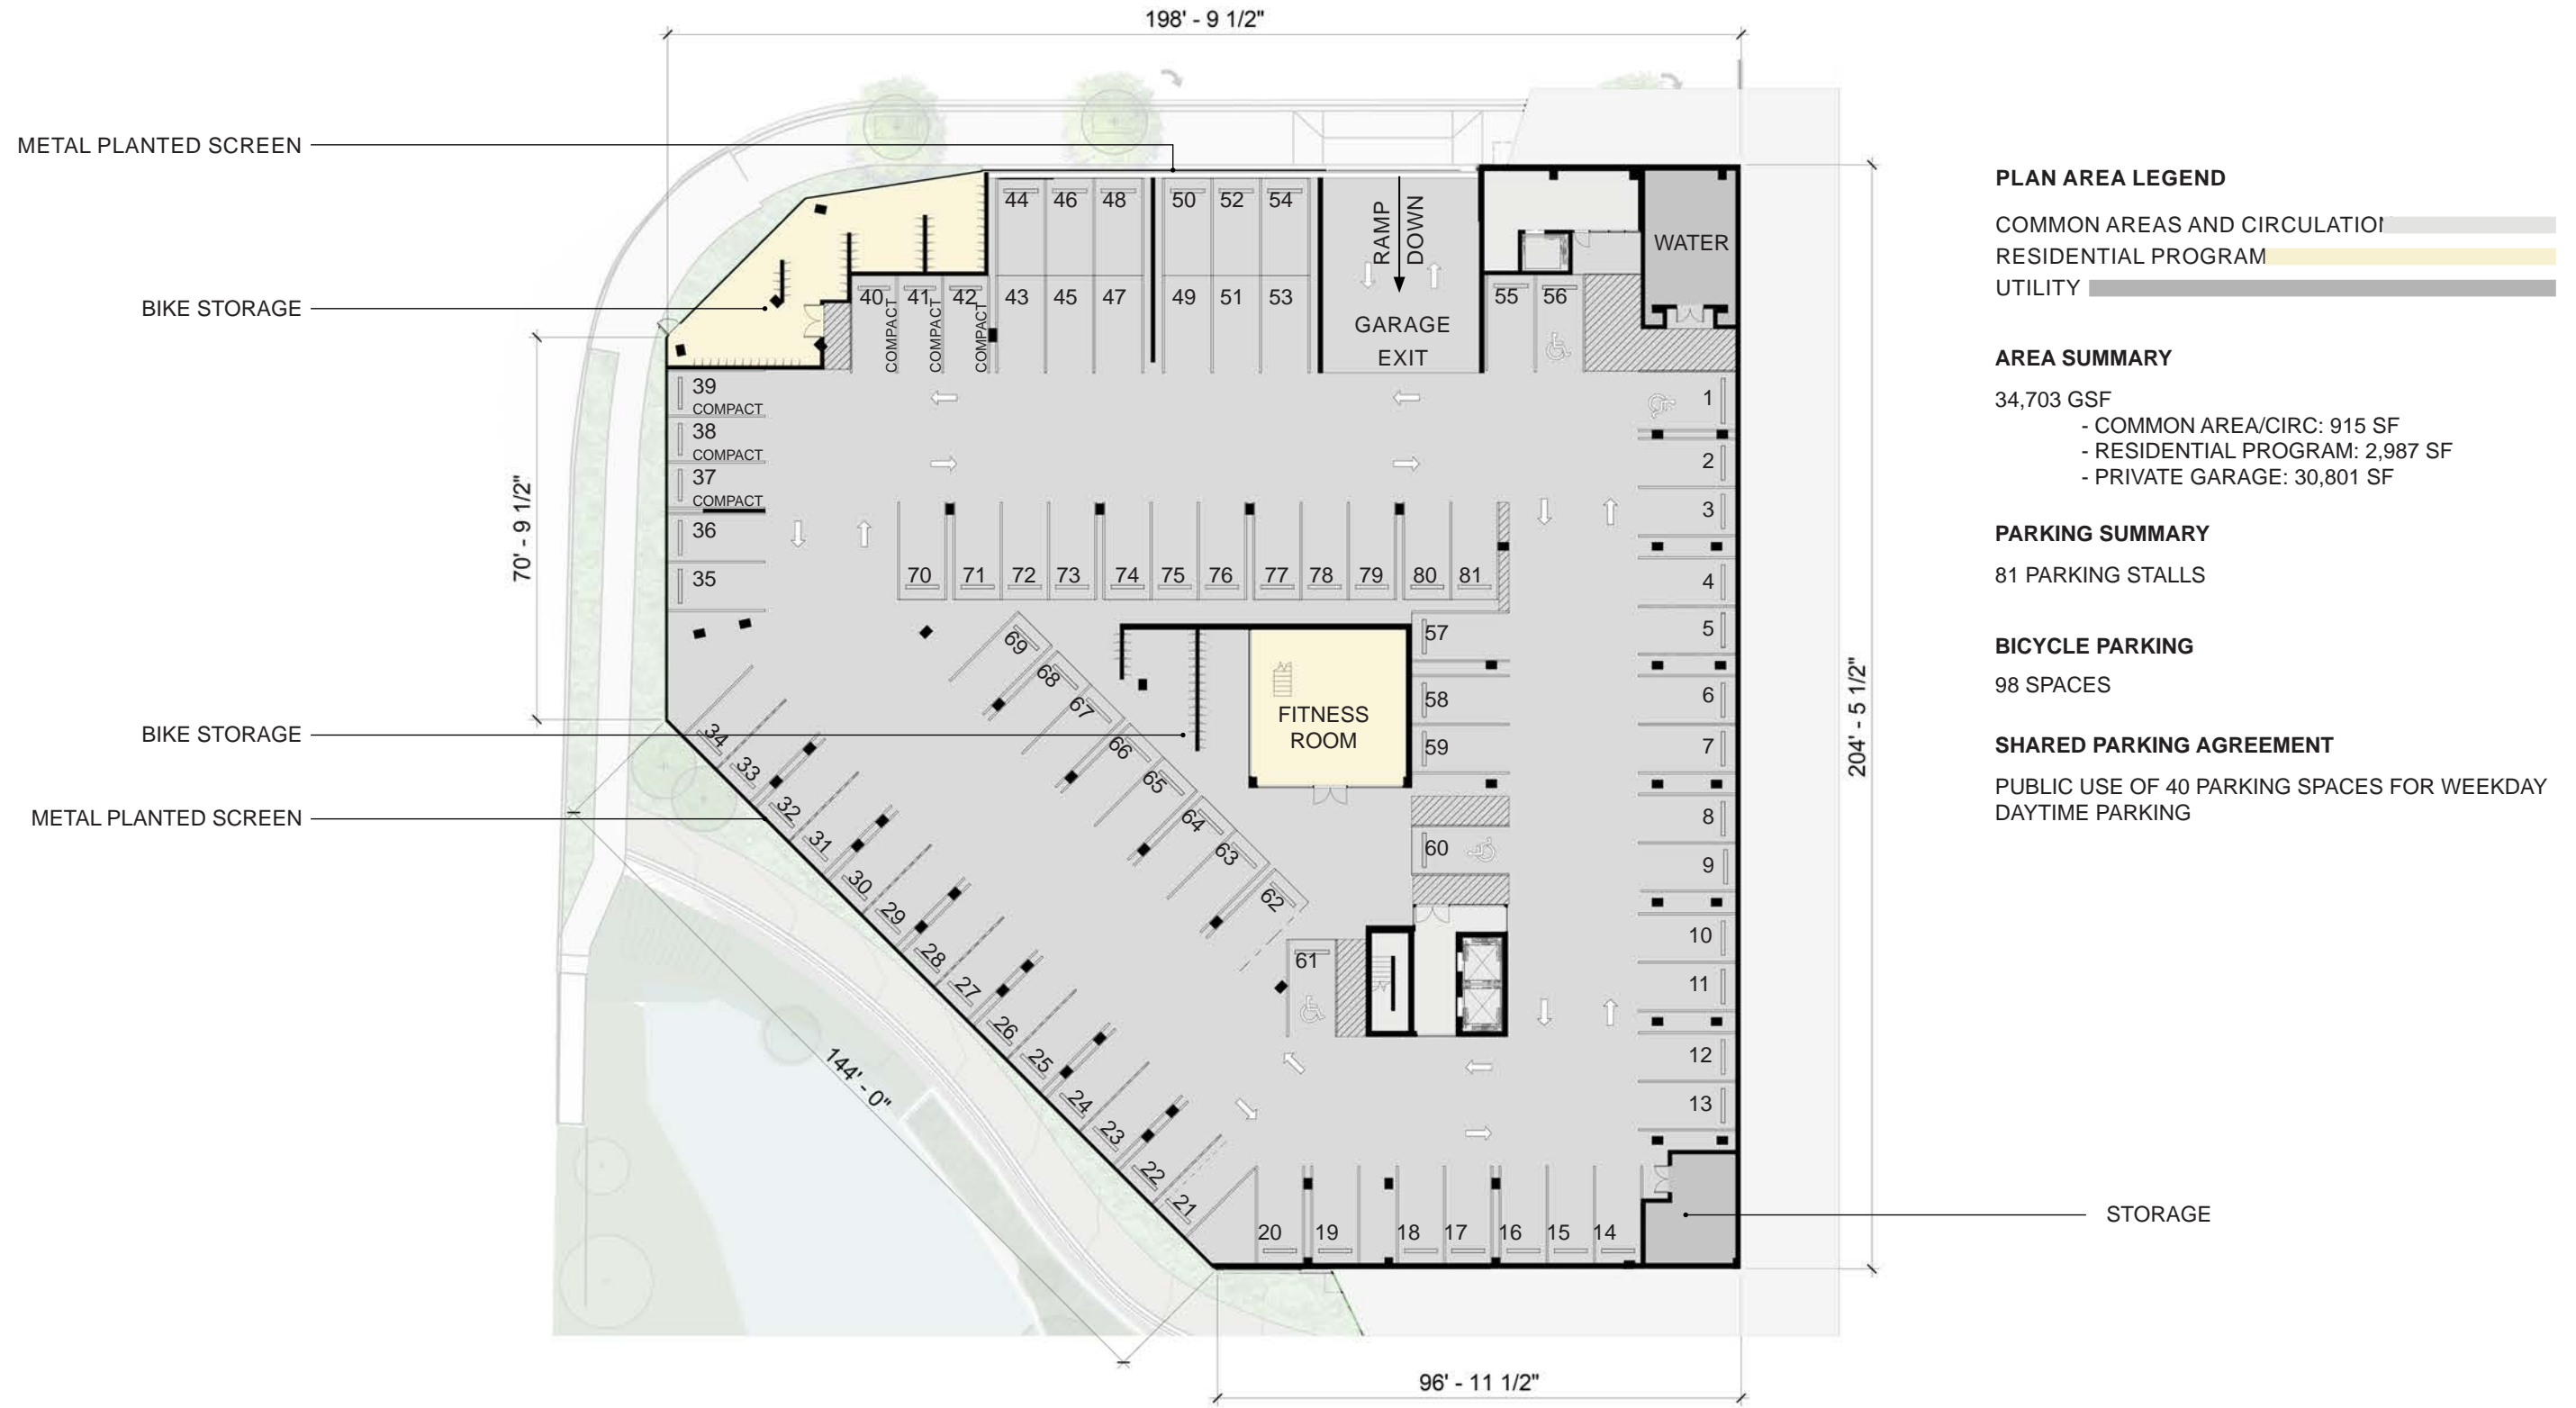 198' - 9 1/2"
METAL PLANTED SCREEN
BIKE STORAGE
70' - 9 1/2"
BIKE STORAGE
METAL PLANTED SCREEN
144' - 0"
96' - 11 1/2"
204' - 5 1/2"
STORAGE
44 46 48 50 52 54
RAMP
DOWN
WATER
40 41 42 43 45 47 49 51 53
COMPACT
COMPACT
COMPACT
GARAGE
EXIT
55 56
39
COMPACT
38
COMPACT
37
COMPACT
36
35
1
2
3
4
5
6
7
8
9
10
11
12
13
70 71 72 73 74 75 76 77 78 79 80 81
57
58
59
60
61
69
68
67
66
65
64
63
62
FITNESS
ROOM
34
33
32
31
30
29
28
27
26
25
24
23
22
21
20 19 18 17 16 15 14
PLAN AREA LEGEND
COMMON AREAS AND CIRCULATION
RESIDENTIAL PROGRAM
UTILITY
AREA SUMMARY
34,703 GSF
- COMMON AREA/CIRC: 915 SF
- RESIDENTIAL PROGRAM: 2,987 SF
- PRIVATE GARAGE: 30,801 SF
PARKING SUMMARY
81 PARKING STALLS
BICYCLE PARKING
98 SPACES
SHARED PARKING AGREEMENT
PUBLIC USE OF 40 PARKING SPACES FOR WEEKDAY
DAYTIME PARKING